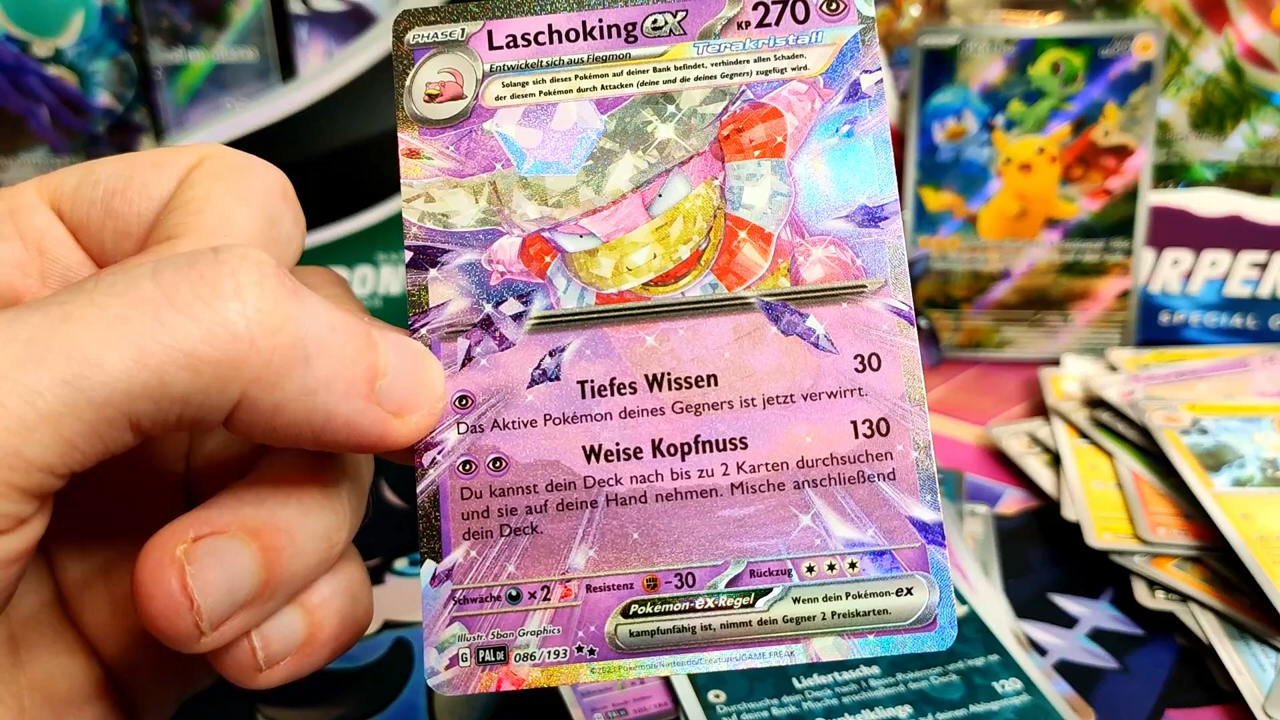 PHASE 1
Laschoking ex
KP 270
Entwickelt sich aus Flegmon
Terakristall
Solange sich dieses Pokémon auf deiner Bank befindet, verhindere allen Schaden,
der diesem Pokémon durch Attacken (deine und die deines Gegners) zugefügt wird.
Tiefes Wissen 30
Das Aktive Pokémon deines Gegners ist jetzt verwirrt.
Weise Kopfnuss 130
Du kannst dein Deck nach bis zu 2 Karten durchsuchen
und sie auf deine Hand nehmen. Mische anschließend
dein Deck.
Schwäche ×2 Resistenz -30 Rückzug
Pokémon-ex-Regel Wenn dein Pokémon-ex
kampfunfähig ist, nimmt dein Gegner 2 Preiskarten.
Illustr. 5ban Graphics
G PAL DE 086/193
©2023 Pokémon/Nintendo/Creatures/GAME FREAK
RPEN
SPECIAL
Liefertasche
120